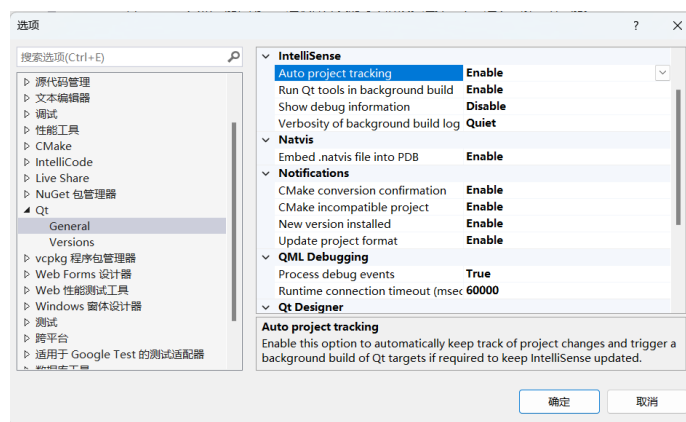 选项
?
搜索选项(Ctrl+E)
源代码管理
文本编辑器
调试
性能工具
CMake
IntelliCode
Live Share
NuGet 包管理器
Qt
General
Versions
vcpkg 程序包管理器
Web Forms 设计器
Web 性能测试工具
Windows 窗体设计器
测试
跨平台
适用于 Google Test 的测试适配器
数据库工具
IntelliSense
Auto project tracking Enable
Run Qt tools in background build Enable
Show debug information Disable
Verbosity of background build log Quiet
Natvis
Embed .natvis file into PDB Enable
Notifications
CMake conversion confirmation Enable
CMake incompatible project Enable
New version installed Enable
Update project format Enable
QML Debugging
Process debug events True
Runtime connection timeout (msec 60000
Qt Designer
Auto project tracking
Enable this option to automatically keep track of project changes and trigger a
background build of Qt targets if required to keep IntelliSense updated.
确定
取消